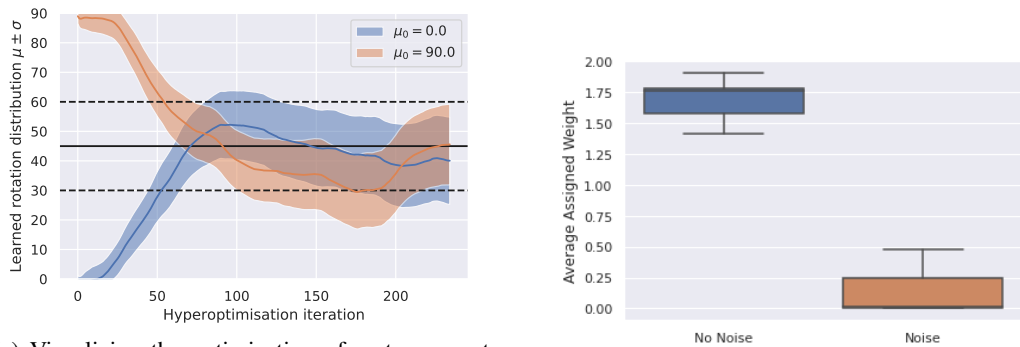 Learned rotation distribution μ ± σ
90
80
70
60
50
40
30
20
10
0
μ₀ = 0.0
μ₀ = 90.0
0 50 100 150 200
Hyperoptimisation iteration
Average Assigned Weight
2.00
1.75
1.50
1.25
1.00
0.75
0.50
0.25
0.00
No Noise Noise